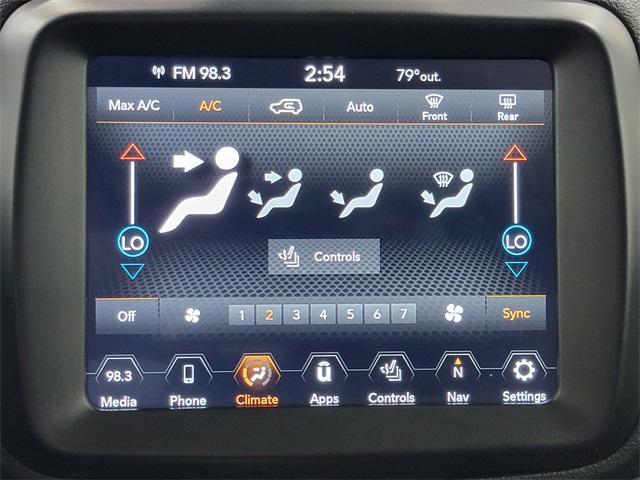 FM 98.3 2:54 79° out.
Max A/C A/C Auto Front Rear
LO LO
Controls
Off 1 2 3 4 5 6 7 Sync
98.3 ū N
Media Phone Climate Apps Controls Nav Settings